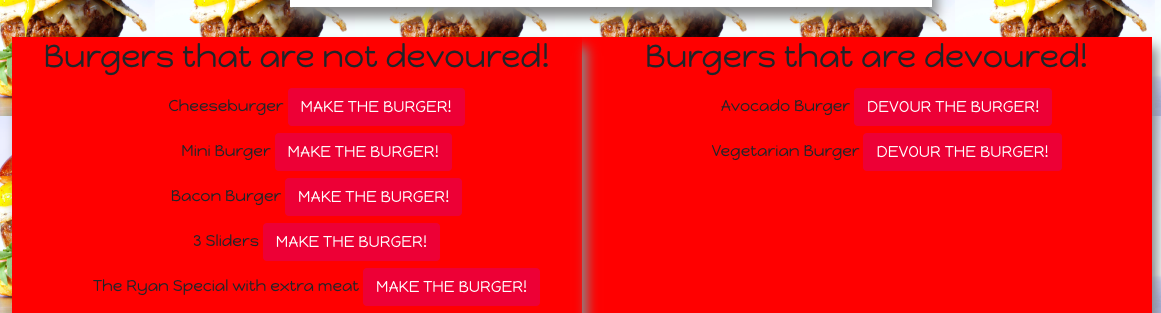 Burgers that are not devoured!
Cheeseburger MAKE THE BURGER!
Mini Burger MAKE THE BURGER!
Bacon Burger MAKE THE BURGER!
3 Sliders MAKE THE BURGER!
The Ryan Special with extra meat MAKE THE BURGER!
Burgers that are devoured!
Avocado Burger DEVOUR THE BURGER!
Vegetarian Burger DEVOUR THE BURGER!